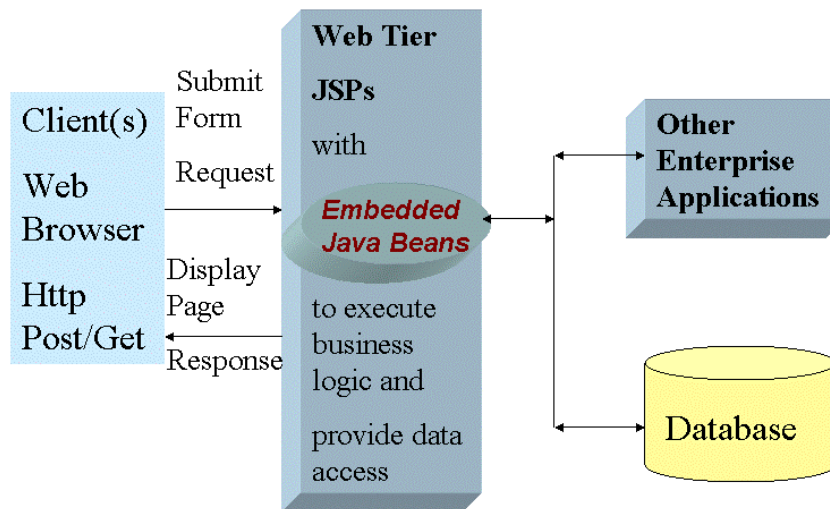 Client(s)
Web
Browser
Http
Post/Get
Submit
Form
Request
Display
Page
Response
Web Tier
JSPs
with
Embedded
Java Beans
to execute
business
logic and
provide data
access
Other
Enterprise
Applications
Database